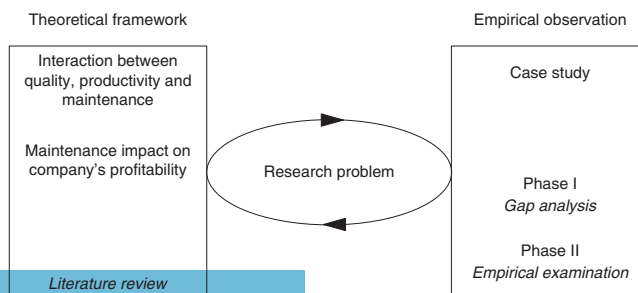 Theoretical framework
Interaction between
quality, productivity and
maintenance
Maintenance impact on
company's profitability
Literature review
Research problem
Empirical observation
Case study
Phase I
Gap analysis
Phase II
Empirical examination